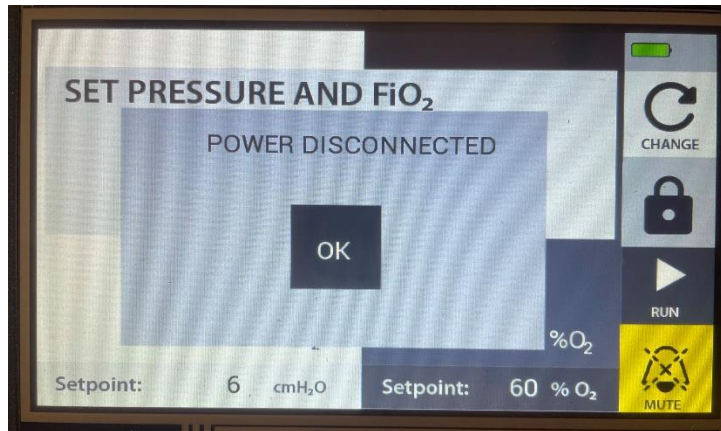 SET PRESSURE AND FiO₂
POWER DISCONNECTED
OK
%O₂
Setpoint: 6 cmH₂O
Setpoint: 60 % O₂
CHANGE
RUN
MUTE